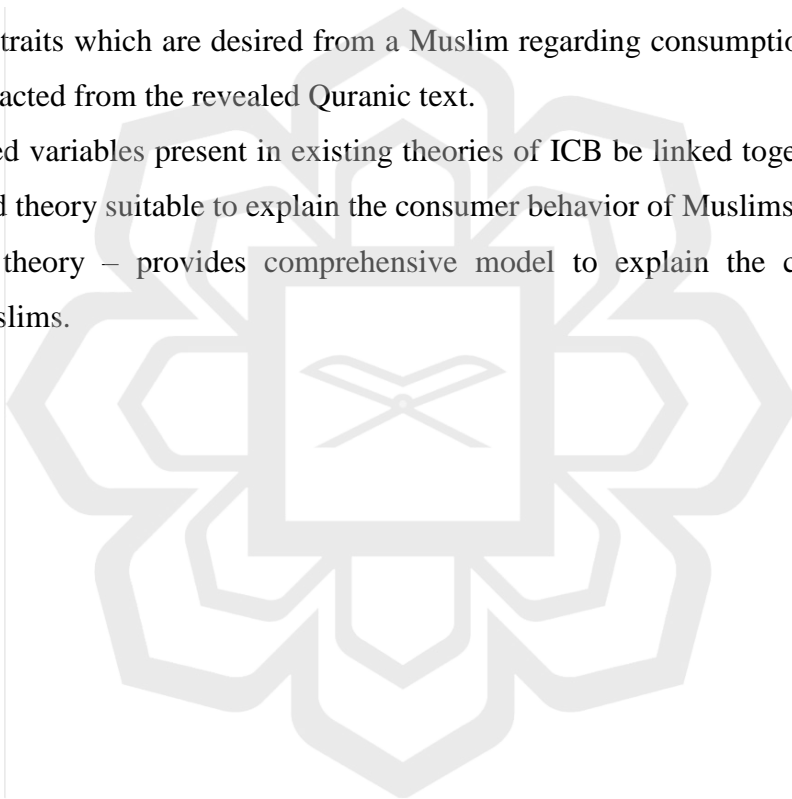 traits which are desired from a Muslim regarding consumptio
acted from the revealed Quranic text.
ed variables present in existing theories of ICB be linked toge
d theory suitable to explain the consumer behavior of Muslims
theory – provides comprehensive model to explain the c
slims.